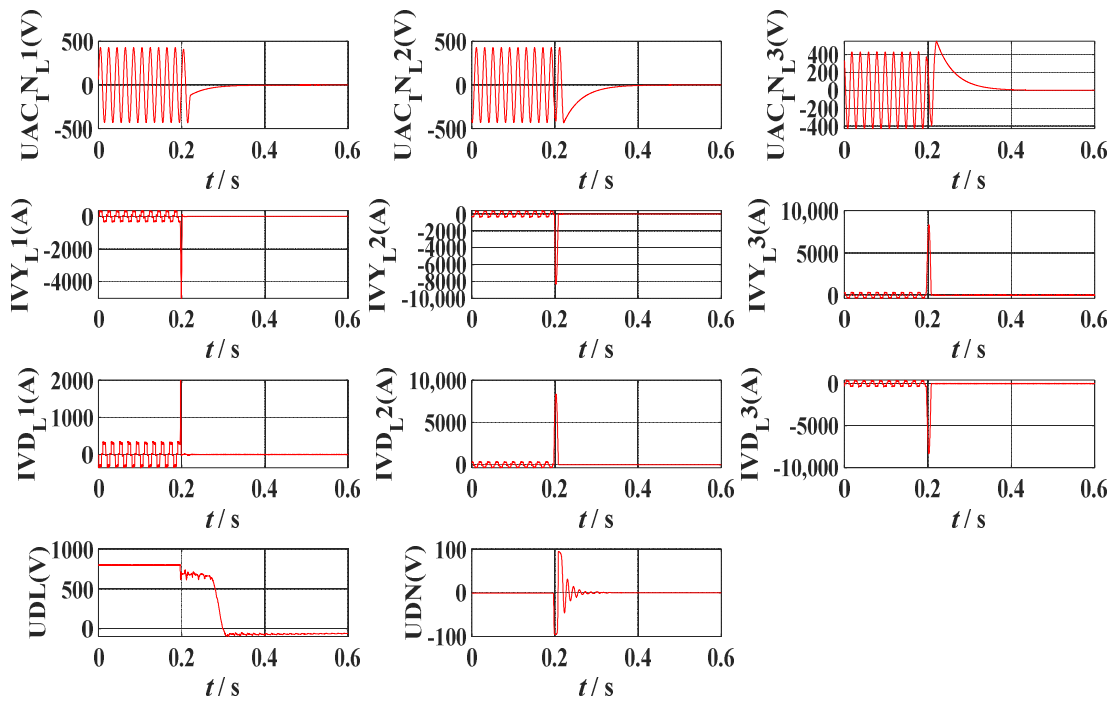 UAC_IN_L1(V)
500
0
-500
0 0.2 0.4 0.6
t / s
UAC_IN_L2(V)
500
0
-500
0 0.2 0.4 0.6
t / s
UAC_IN_L3(V)
400
200
0
-200
-400
0 0.2 0.4 0.6
t / s
IVY_L1(A)
0
-2000
-4000
0 0.2 0.4 0.6
t / s
IVY_L2(A)
0
-2000
-4000
-6000
-8000
-10,000
0 0.2 0.4 0.6
t / s
IVY_L3(A)
10,000
5000
0
0 0.2 0.4 0.6
t / s
IVD_L1(A)
2000
1000
0
0 0.2 0.4 0.6
t / s
IVD_L2(A)
10,000
5000
0
0 0.2 0.4 0.6
t / s
IVD_L3(A)
0
-5000
-10,000
0 0.2 0.4 0.6
t / s
UDL(V)
1000
500
0
0 0.2 0.4 0.6
t / s
UDN(V)
100
0
-100
0 0.2 0.4 0.6
t / s